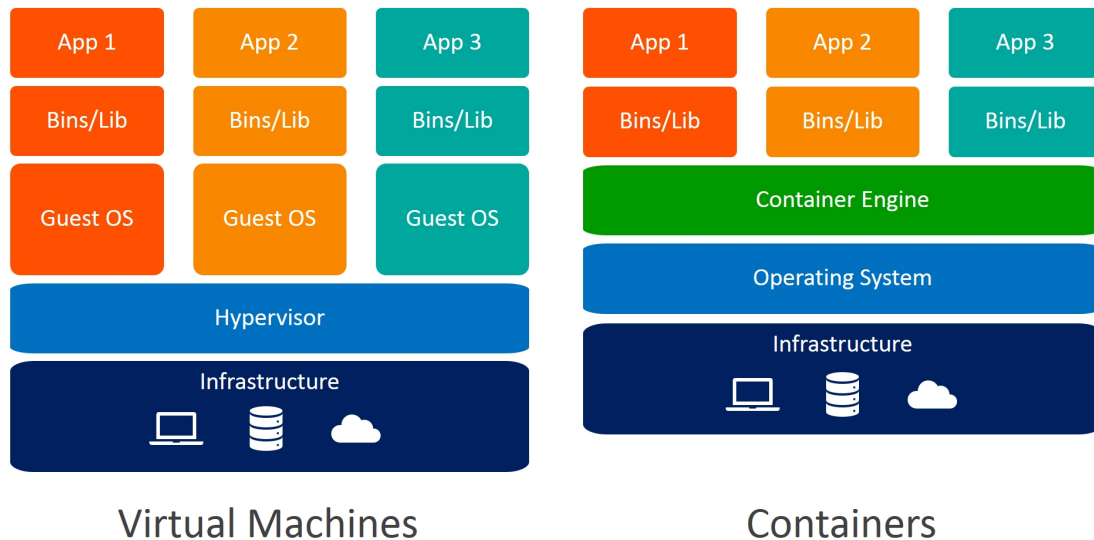 App 1
App 2
App 3
Bins/Lib
Bins/Lib
Bins/Lib
Guest OS
Guest OS
Guest OS
Hypervisor
Infrastructure
Virtual Machines
App 1
App 2
App 3
Bins/Lib
Bins/Lib
Bins/Lib
Container Engine
Operating System
Infrastructure
Containers